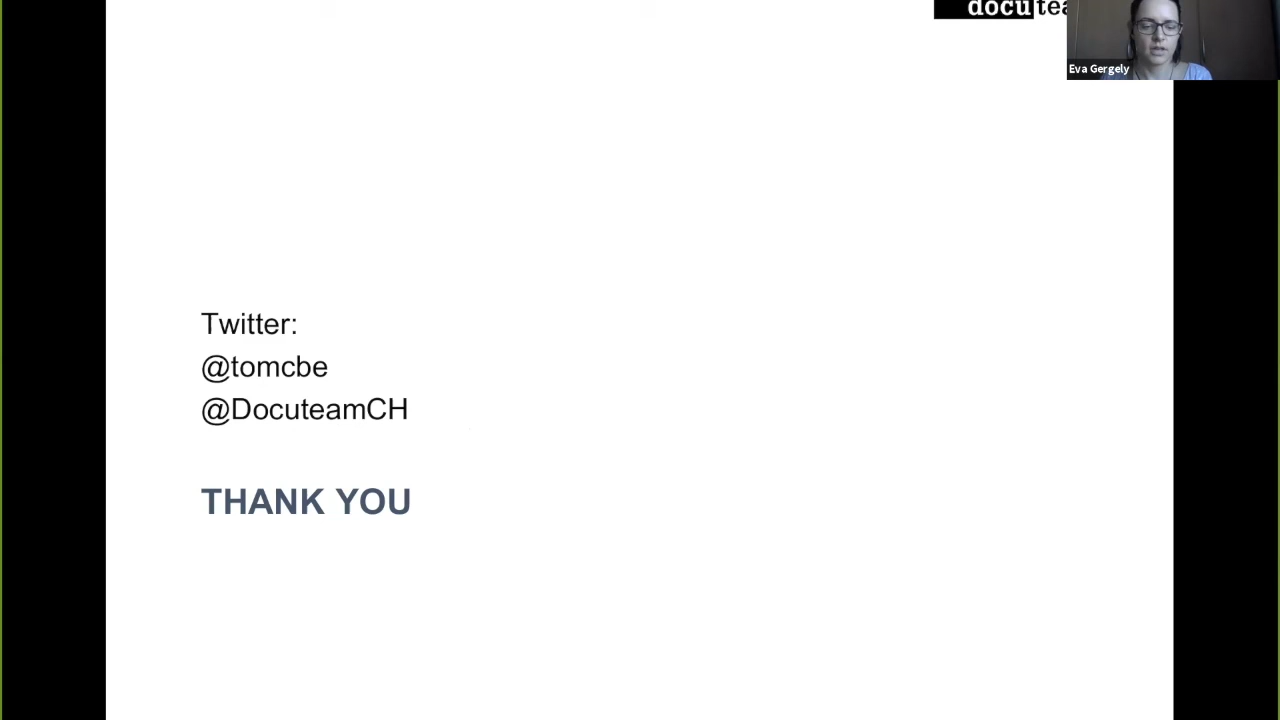 docu
Eva Gergely
Twitter:
@tomcbe
@DocuteamCH
THANK YOU